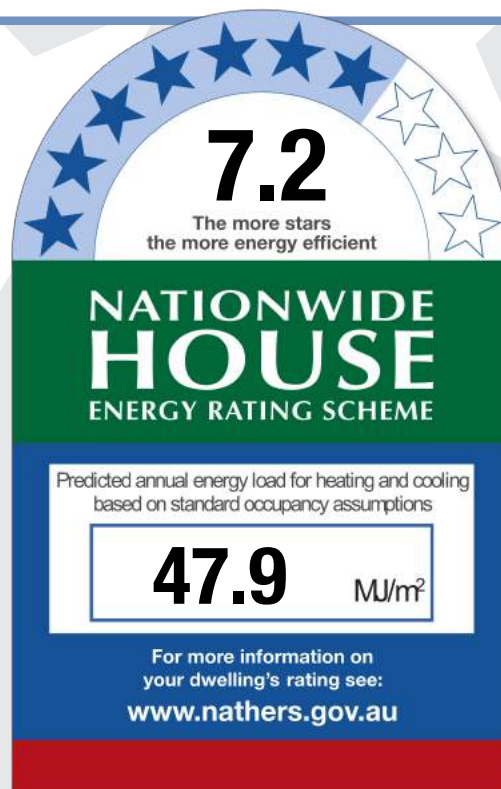 7.2
The more stars
the more energy efficient
NATIONWIDE
HOUSE
ENERGY RATING SCHEME
Predicted annual energy load for heating and cooling
based on standard occupancy assumptions
47.9 MJ/m²
For more information on
your dwelling's rating see:
www.nathers.gov.au